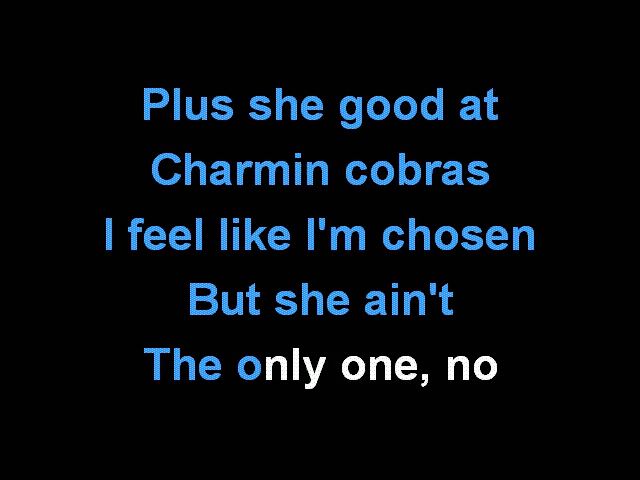 Plus she good at
Charmin cobras
I feel like I'm chosen
But she ain't
The only one, no